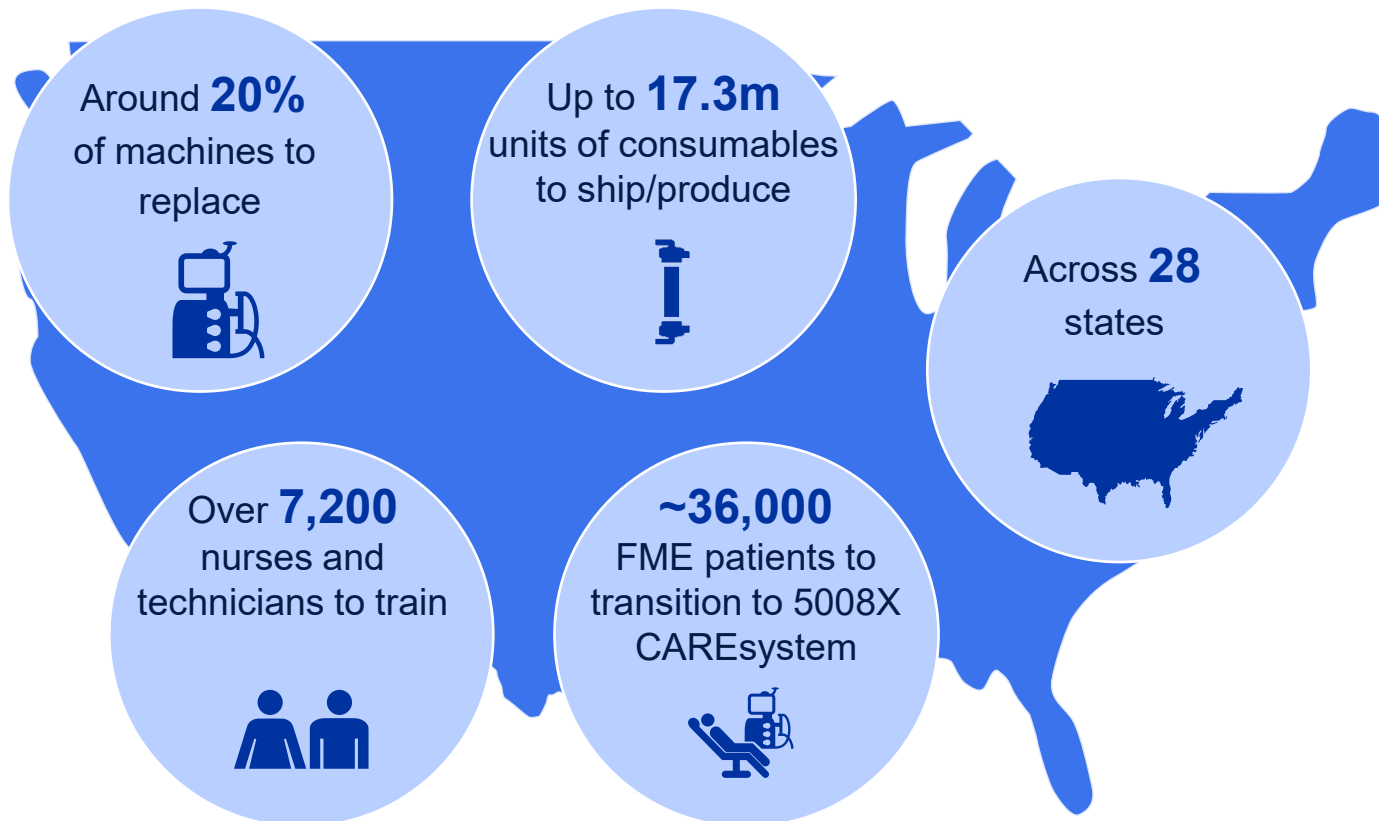 Around 20%
of machines to
replace
Up to 17.3m
units of consumables
to ship/produce
Across 28
states
Over 7,200
nurses and
technicians to train
~36,000
FME patients to
transition to 5008X
CAREsystem